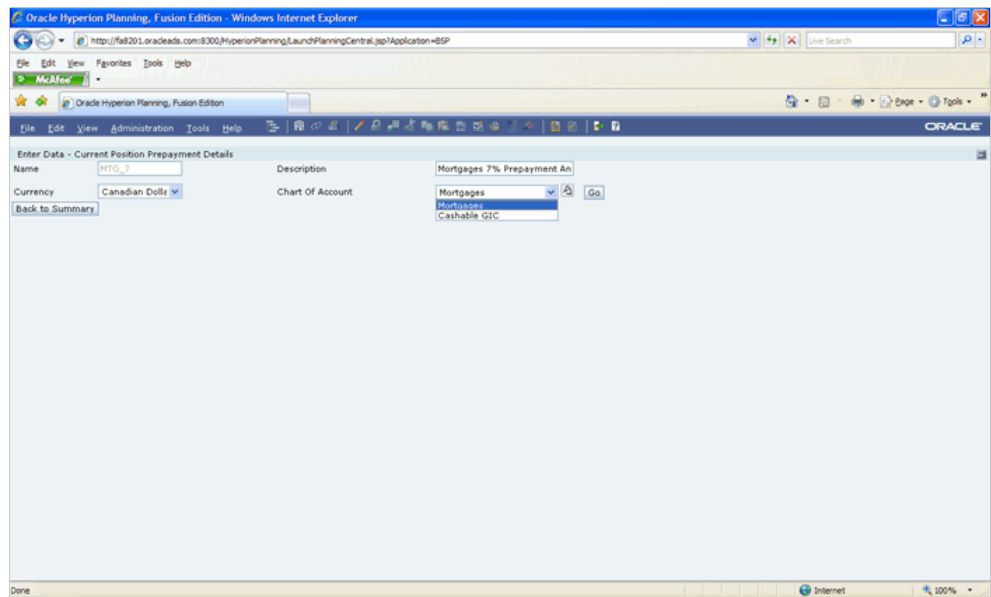 Oracle Hyperion Planning, Fusion Edition - Windows Internet Explorer
http://fa8201.oracleads.com:8300/HyperionPlanning/LaunchPlanningCentral.jsp?Application=BSP
Live Search
File Edit View Favorites Tools Help
McAfee
Oracle Hyperion Planning, Fusion Edition
Page Tools
File Edit View Administration Tools Help
ORACLE
Enter Data - Current Position Prepayment Details
Name MTG_7 Description Mortgages 7% Prepayment An
Currency Canadian Dolla Chart Of Account Mortgages Go
Back to Summary Mortgages
Cashable GIC
Done Internet 100%